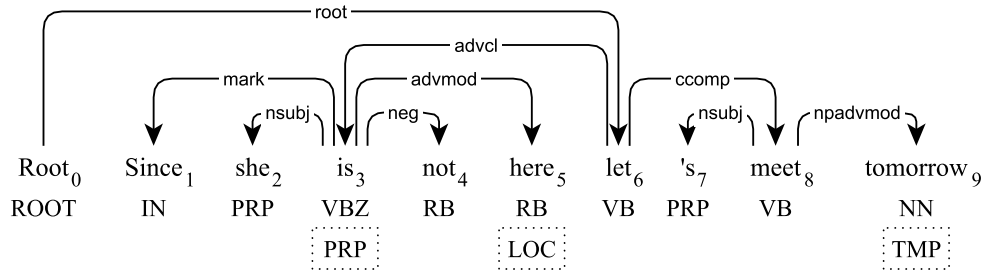 root
advcl
mark advmod ccomp
nsubj neg nsubj npadvmod
Root0 Since1 she2 is3 not4 here5 let6 's7 meet8 tomorrow9
ROOT IN PRP VBZ RB RB VB PRP VB NN
PRP LOC TMP